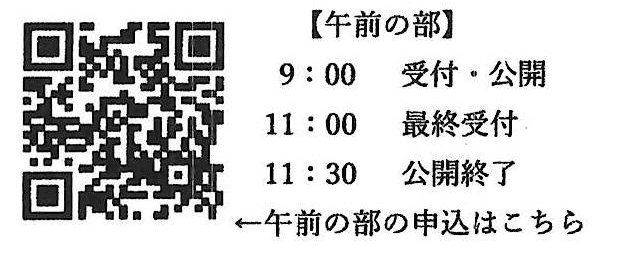 【午前の部】
9：00 受付・公開
11：00 最終受付
11：30 公開終了
←午前の部の申込はこちら